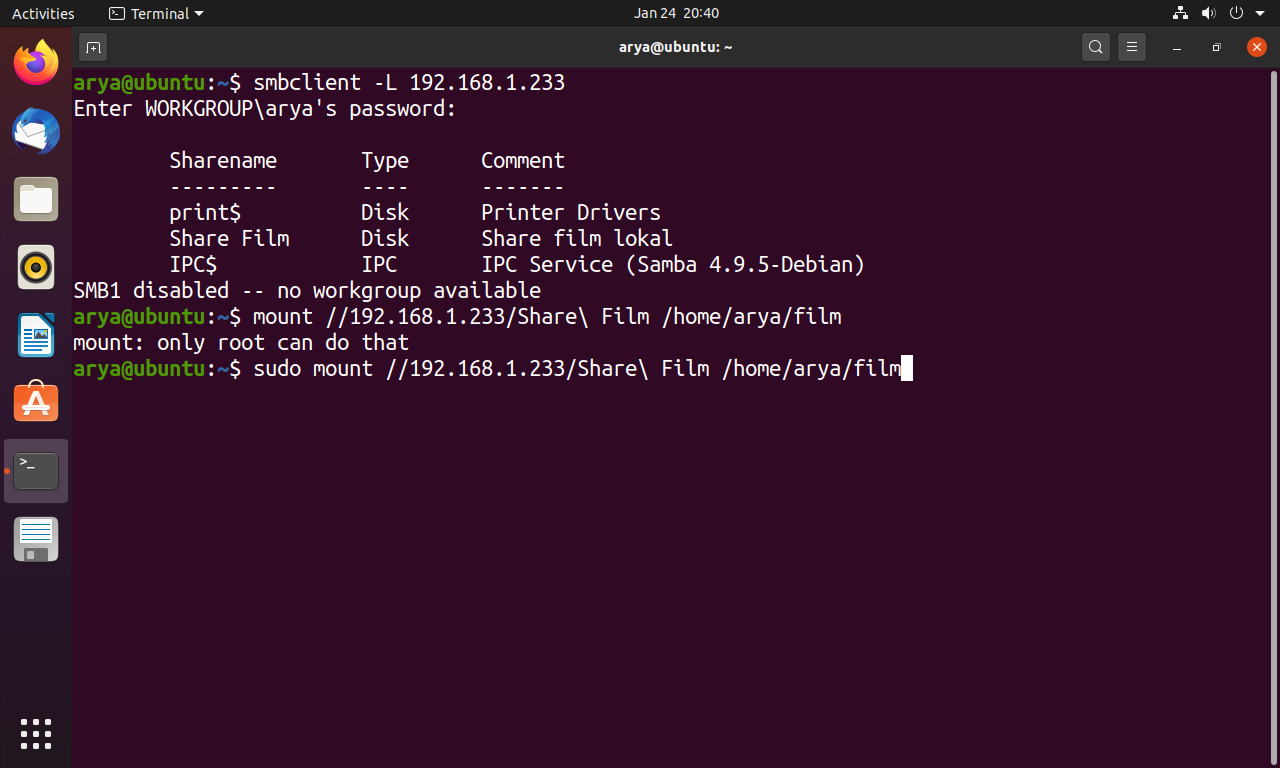 Activities
Terminal
Jan 24 20:40
arya@ubuntu: ~
arya@ubuntu:~$ smbclient -L 192.168.1.233
Enter WORKGROUP\arya's password:
Sharename Type Comment
--------- ---- -------
print$ Disk Printer Drivers
Share Film Disk Share film lokal
IPC$ IPC IPC Service (Samba 4.9.5-Debian)
SMB1 disabled -- no workgroup available
arya@ubuntu:~$ mount //192.168.1.233/Share\ Film /home/arya/film
mount: only root can do that
arya@ubuntu:~$ sudo mount //192.168.1.233/Share\ Film /home/arya/film